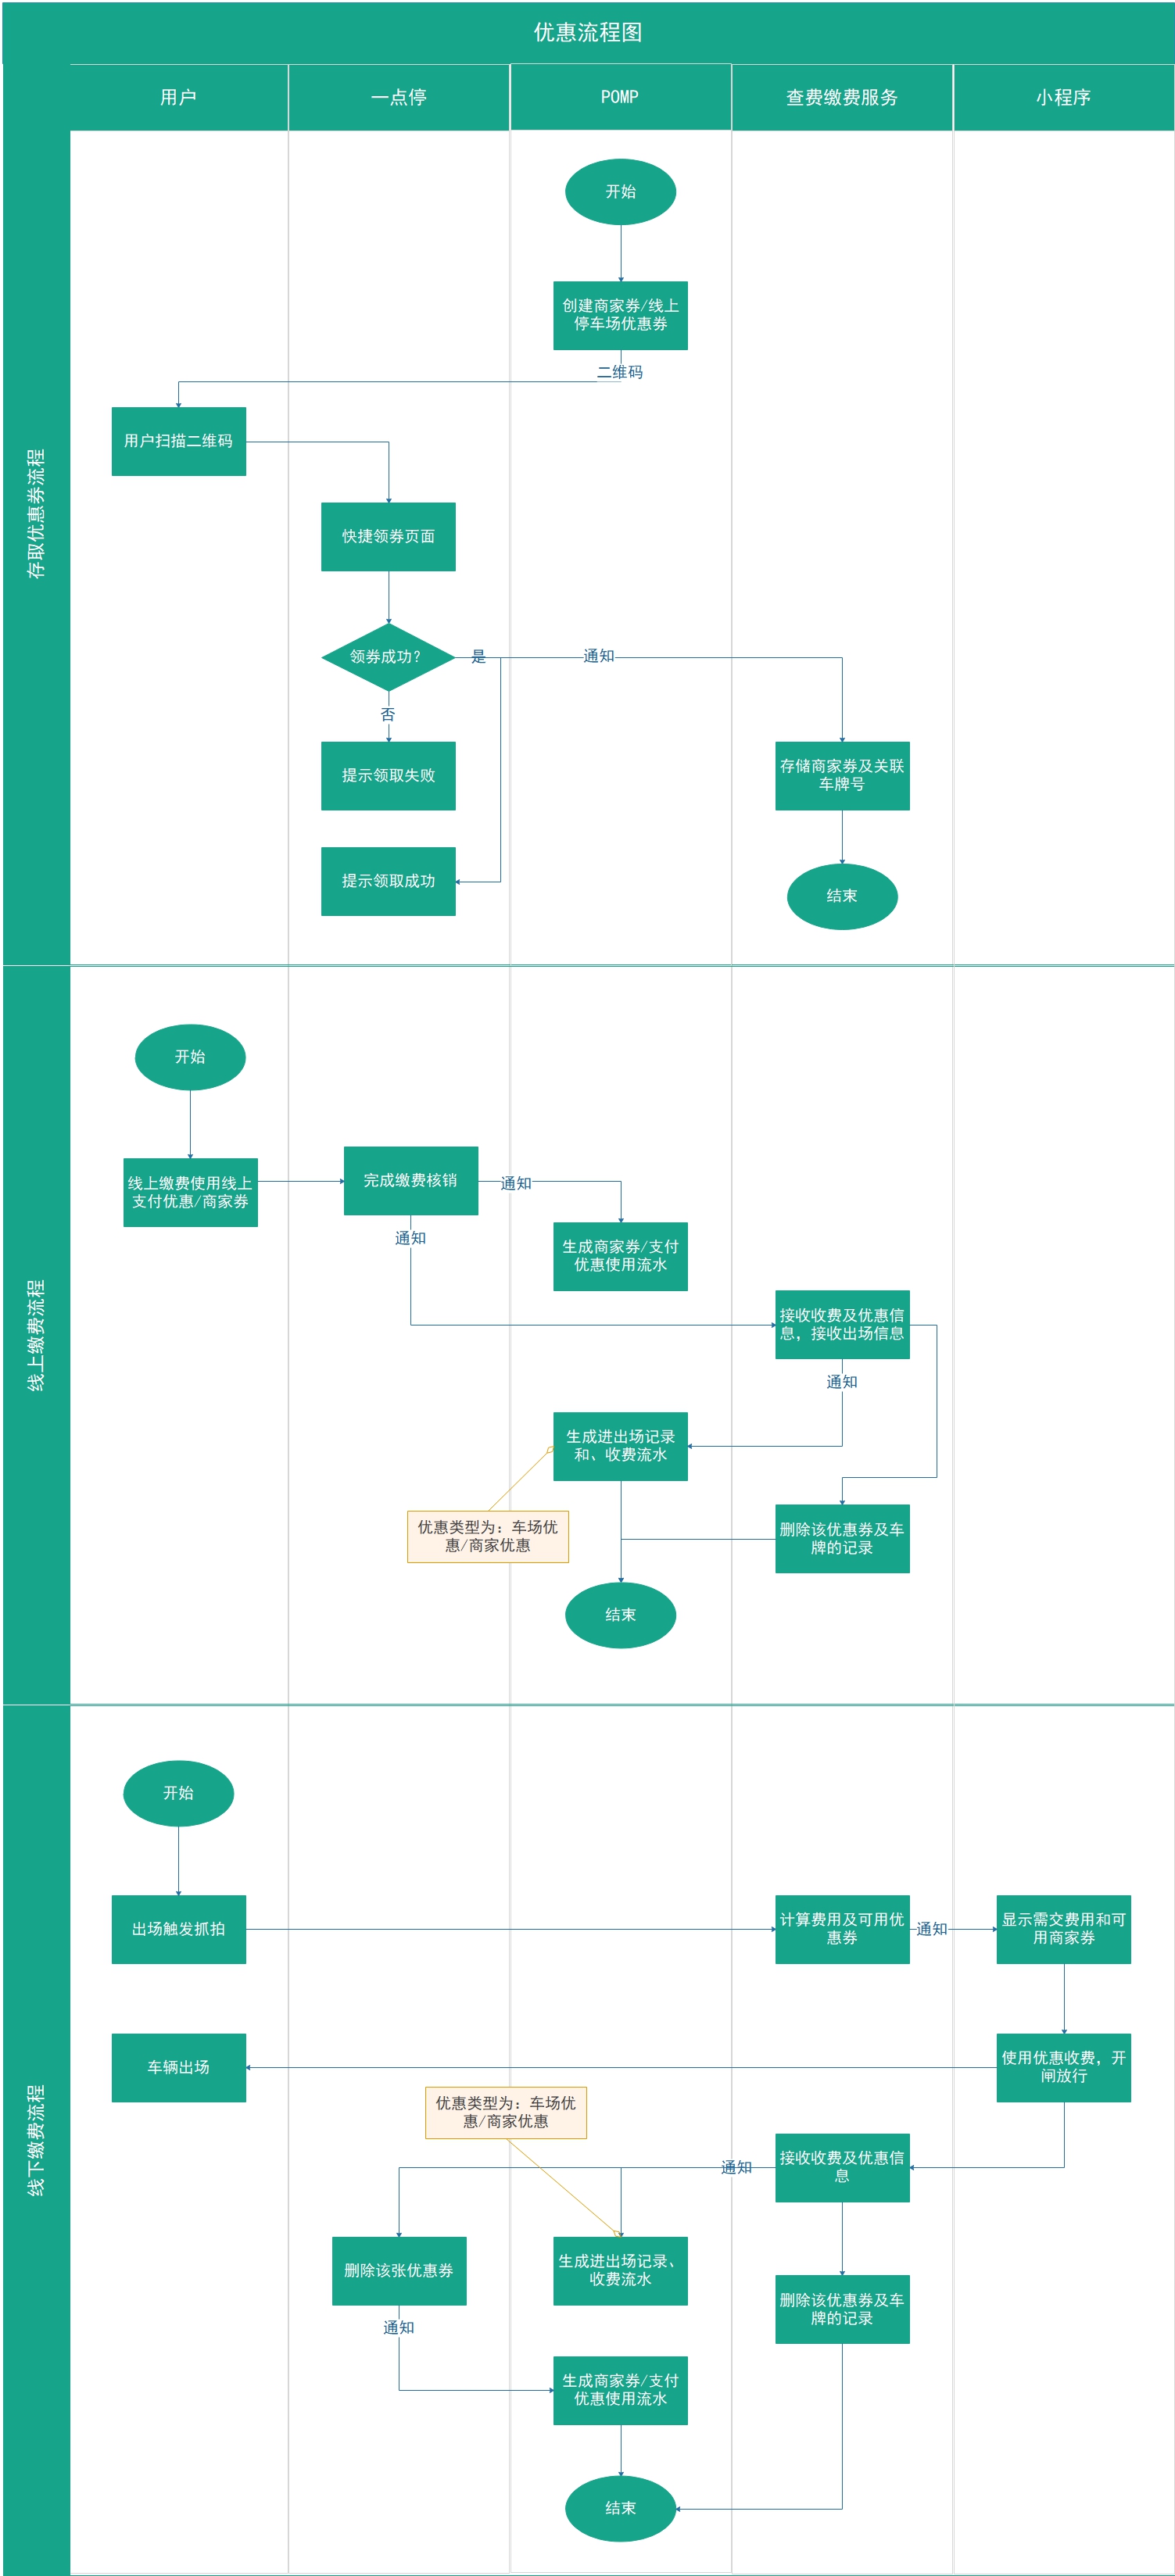 优惠流程图
用户
一点停
POMP
查费缴费服务
小程序
存取优惠券流程
开始
创建商家券/线上
停车场优惠券
二维码
用户扫描二维码
快捷领券页面
领券成功?
是
通知
否
提示领取失败
存储商家券及关联
车牌号
提示领取成功
结束
线上缴费流程
开始
线上缴费使用线上
支付优惠/商家券
完成缴费核销
通知
通知
生成商家券/支付
优惠使用流水
接收收费及优惠信
息，接收出场信息
通知
生成进出场记录
和、收费流水
优惠类型为：车场优
惠/商家优惠
删除该优惠券及车
牌的记录
结束
线下缴费流程
开始
出场触发抓拍
计算费用及可用优
惠券
通知
显示需交费用和可
用商家券
车辆出场
使用优惠收费，开
闸放行
优惠类型为：车场优
惠/商家优惠
通知
接收收费及优惠信
息
删除该张优惠券
生成进出场记录、
收费流水
删除该优惠券及车
牌的记录
通知
生成商家券/支付
优惠使用流水
结束